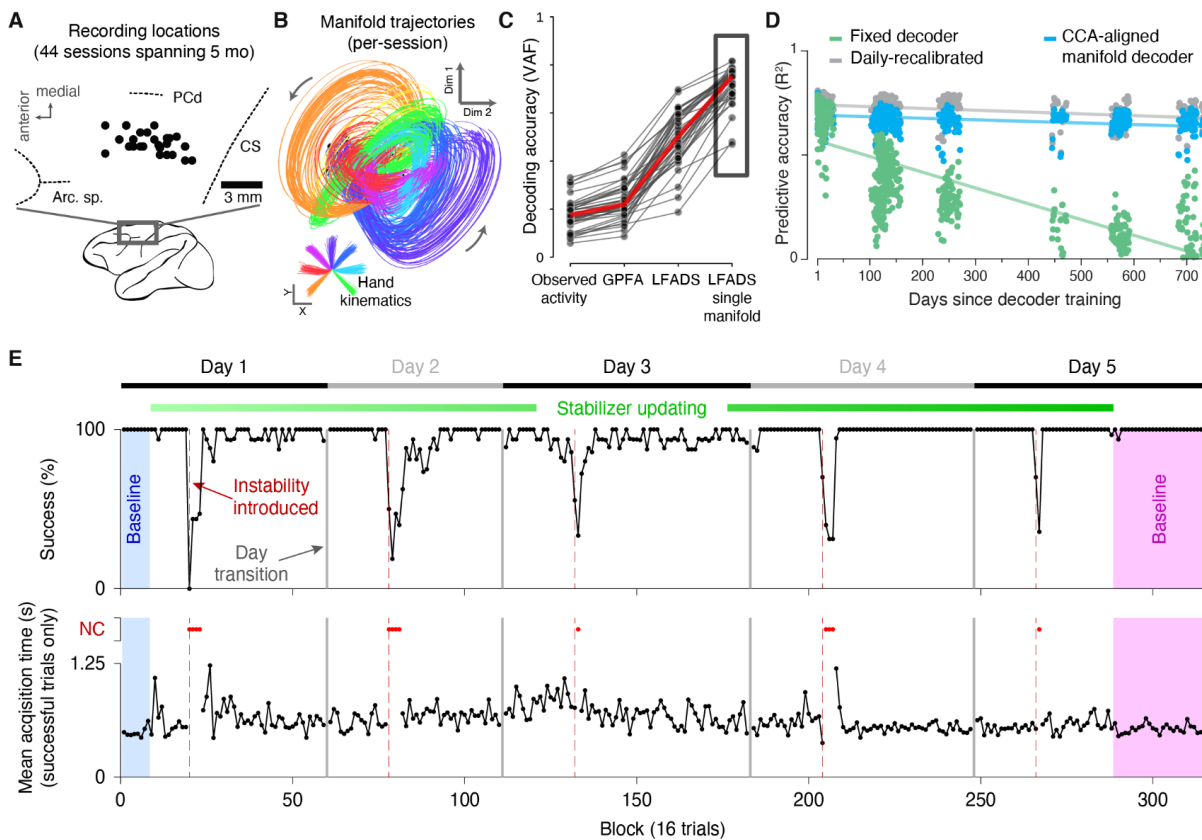 A
Recording locations
(44 sessions spanning 5 mo)
anterior
medial
PCd
CS
Arc. sp.
3 mm
B
Manifold trajectories
(per-session)
Dim 1
Dim 2
Hand
kinematics
Y
X
C
Decoding accuracy (VAF)
1
0
Observed
activity
GPFA
LFADS
LFADS
single
manifold
D
Fixed decoder
Daily-recalibrated
CCA-aligned
manifold decoder
Predictive accuracy (R²)
1
0
1
100
200
300
400
500
600
700
Days since decoder training
E
Day 1
Day 2
Day 3
Day 4
Day 5
Stabilizer updating
Success (%)
100
0
Baseline
Instability
introduced
Day
transition
Baseline
Mean acqisition time (s)
(successful trials only)
NC
1.25
0
0
50
100
150
200
250
300
Block (16 trials)